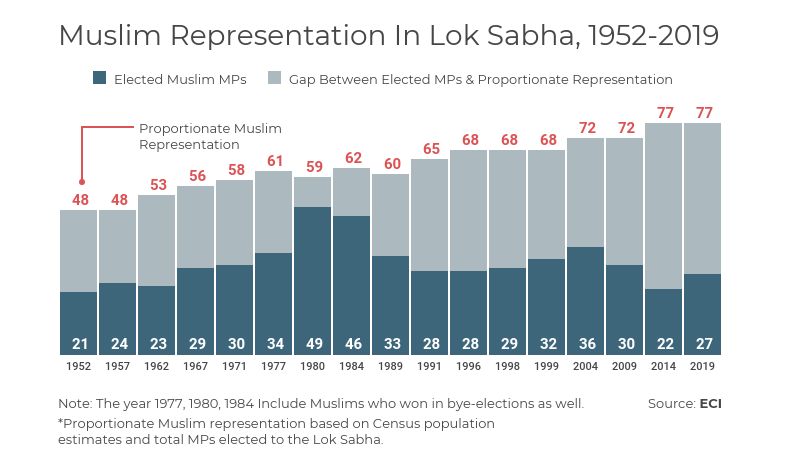 Muslim Representation In Lok Sabha, 1952-2019
Elected Muslim MPs Gap Between Elected MPs & Proportionate Representation
Proportionate Muslim
Representation
48 48 53 56 58 61 59 62 60 65 68 68 68 72 72 77 77
21 24 23 29 30 34 49 46 33 28 28 29 32 36 30 22 27
1952 1957 1962 1967 1971 1977 1980 1984 1989 1991 1996 1998 1999 2004 2009 2014 2019
Note: The year 1977, 1980, 1984 Include Muslims who won in bye-elections as well. Source: ECI
*Proportionate Muslim representation based on Census population
estimates and total MPs elected to the Lok Sabha.